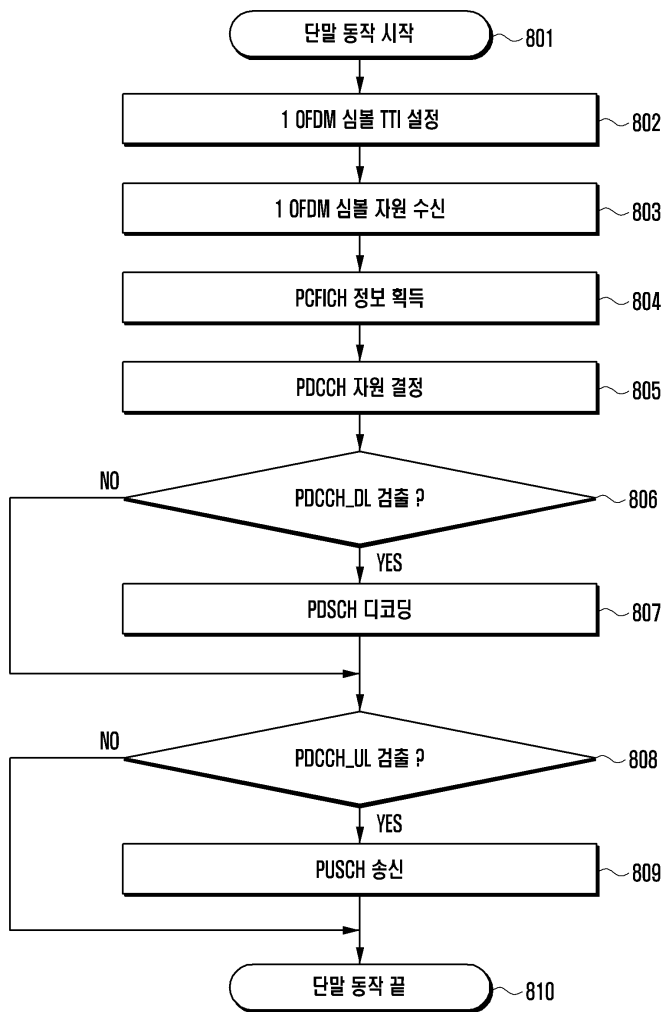 단말 동작 시작
801
1 OFDM 심볼 TTI 설정
802
1 OFDM 심볼 자원 수신
803
PCFICH 정보 획득
804
PDCCH 자원 결정
805
NO
PDCCH_DL 검출 ?
806
YES
PDSCH 디코딩
807
NO
PDCCH_UL 검출 ?
808
YES
PUSCH 송신
809
단말 동작 끝
810